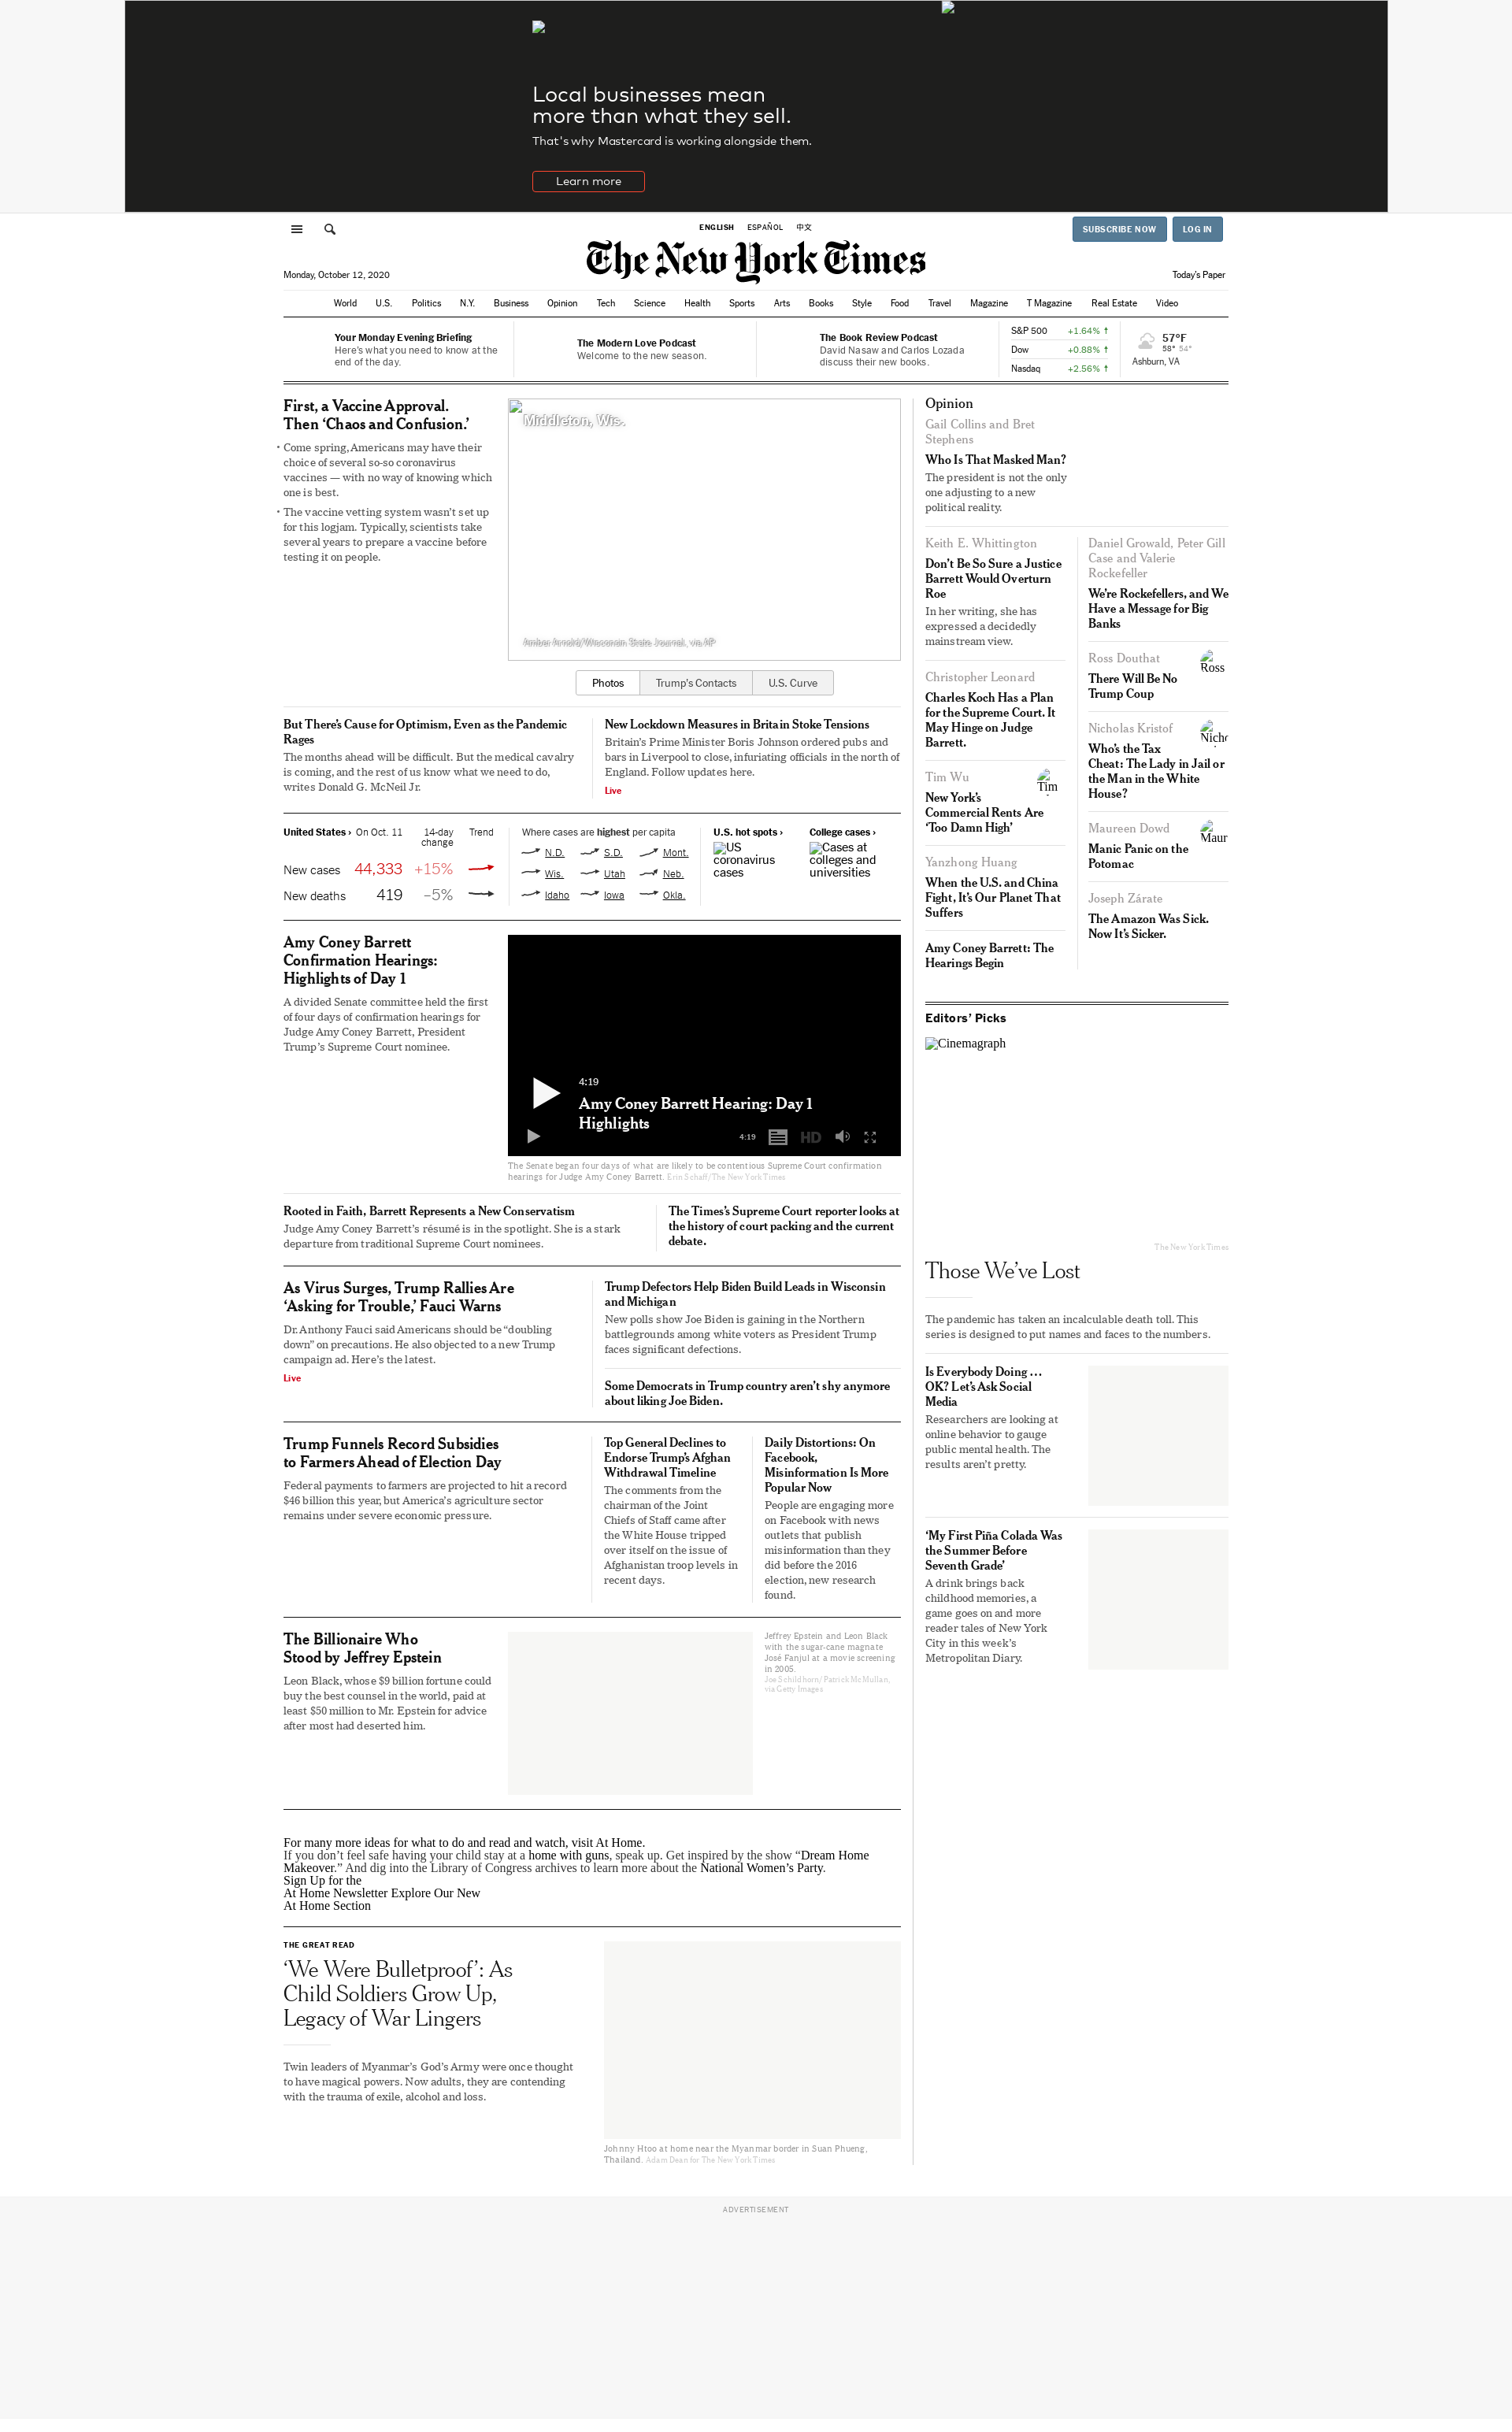 Local businesses mean
more than what they sell.
That's why Mastercard is working alongside them.
Learn more
ENGLISH ESPAÑOL 中文
SUBSCRIBE NOW LOG IN
The New York Times
Monday, October 12, 2020
Today's Paper
World U.S. Politics N.Y. Business Opinion Tech Science Health Sports Arts Books Style Food Travel Magazine T Magazine Real Estate Video
Your Monday Evening Briefing
Here's what you need to know at the
end of the day.
The Modern Love Podcast
Welcome to the new season.
The Book Review Podcast
David Nasaw and Carlos Lozada
discuss their new books.
S&P 500 +1.64% ↑
Dow +0.88% ↑
Nasdaq +2.56% ↑
57°F
58° 54°
Ashburn, VA
First, a Vaccine Approval.
Then ‘Chaos and Confusion.’
• Come spring, Americans may have their
choice of several so-so coronavirus
vaccines — with no way of knowing which
one is best.
• The vaccine vetting system wasn’t set up
for this logjam. Typically, scientists take
several years to prepare a vaccine before
testing it on people.
Middleton, Wis.
Amber Arnold/Wisconsin State Journal, via AP
Photos Trump's Contacts U.S. Curve
But There’s Cause for Optimism, Even as the Pandemic
Rages
The months ahead will be difficult. But the medical cavalry
is coming, and the rest of us know what we need to do,
writes Donald G. McNeil Jr.
New Lockdown Measures in Britain Stoke Tensions
Britain’s Prime Minister Boris Johnson ordered pubs and
bars in Liverpool to close, infuriating officials in the north of
England. Follow updates here.
Live
United States › On Oct. 11 14-day
change Trend
New cases 44,333 +15%
New deaths 419 –5%
Where cases are highest per capita
N.D. S.D. Mont.
Wis. Utah Neb.
Idaho Iowa Okla.
U.S. hot spots ›
US
coronavirus
cases
College cases ›
Cases at
colleges and
universities
Amy Coney Barrett
Confirmation Hearings:
Highlights of Day 1
A divided Senate committee held the first
of four days of confirmation hearings for
Judge Amy Coney Barrett, President
Trump’s Supreme Court nominee.
4:19
Amy Coney Barrett Hearing: Day 1
Highlights
4:19 HD
The Senate began four days of what are likely to be contentious Supreme Court confirmation
hearings for Judge Amy Coney Barrett. Erin Schaff/The New York Times
Rooted in Faith, Barrett Represents a New Conservatism
Judge Amy Coney Barrett’s résumé is in the spotlight. She is a stark
departure from traditional Supreme Court nominees.
The Times’s Supreme Court reporter looks at
the history of court packing and the current
debate.
As Virus Surges, Trump Rallies Are
‘Asking for Trouble,’ Fauci Warns
Dr. Anthony Fauci said Americans should be “doubling
down” on precautions. He also objected to a new Trump
campaign ad. Here’s the latest.
Live
Trump Defectors Help Biden Build Leads in Wisconsin
and Michigan
New polls show Joe Biden is gaining in the Northern
battlegrounds among white voters as President Trump
faces significant defections.
Some Democrats in Trump country aren’t shy anymore
about liking Joe Biden.
Trump Funnels Record Subsidies
to Farmers Ahead of Election Day
Federal payments to farmers are projected to hit a record
$46 billion this year, but America’s agriculture sector
remains under severe economic pressure.
Top General Declines to
Endorse Trump’s Afghan
Withdrawal Timeline
The comments from the
chairman of the Joint
Chiefs of Staff came after
the White House tripped
over itself on the issue of
Afghanistan troop levels in
recent days.
Daily Distortions: On
Facebook,
Misinformation Is More
Popular Now
People are engaging more
on Facebook with news
outlets that publish
misinformation than they
did before the 2016
election, new research
found.
The Billionaire Who
Stood by Jeffrey Epstein
Leon Black, whose $9 billion fortune could
buy the best counsel in the world, paid at
least $50 million to Mr. Epstein for advice
after most had deserted him.
Jeffrey Epstein and Leon Black
with the sugar-cane magnate
José Fanjul at a movie screening
in 2005.
Joe Schildhorn/Patrick McMullan,
via Getty Images
For many more ideas for what to do and read and watch, visit At Home.
If you don’t feel safe having your child stay at a home with guns, speak up. Get inspired by the show “Dream Home
Makeover.” And dig into the Library of Congress archives to learn more about the National Women’s Party.
Sign Up for the
At Home Newsletter Explore Our New
At Home Section
THE GREAT READ
‘We Were Bulletproof’: As
Child Soldiers Grow Up,
Legacy of War Lingers
Twin leaders of Myanmar’s God’s Army were once thought
to have magical powers. Now adults, they are contending
with the trauma of exile, alcohol and loss.
Johnny Htoo at home near the Myanmar border in Suan Phueng,
Thailand. Adam Dean for The New York Times
Opinion
Gail Collins and Bret
Stephens
Who Is That Masked Man?
The president is not the only
one adjusting to a new
political reality.
Keith E. Whittington
Don’t Be So Sure a Justice
Barrett Would Overturn
Roe
In her writing, she has
expressed a decidedly
mainstream view.
Christopher Leonard
Charles Koch Has a Plan
for the Supreme Court. It
May Hinge on Judge
Barrett.
Tim Wu
Tim
New York’s
Commercial Rents Are
‘Too Damn High’
Yanzhong Huang
When the U.S. and China
Fight, It’s Our Planet That
Suffers
Amy Coney Barrett: The
Hearings Begin
Daniel Growald, Peter Gill
Case and Valerie
Rockefeller
We’re Rockefellers, and We
Have a Message for Big
Banks
Ross Douthat
Ross
There Will Be No
Trump Coup
Nicholas Kristof
Nicho
Who’s the Tax
Cheat: The Lady in Jail or
the Man in the White
House?
Maureen Dowd
Maur
Manic Panic on the
Potomac
Joseph Zárate
The Amazon Was Sick.
Now It’s Sicker.
Editors’ Picks
Cinemagraph
The New York Times
Those We’ve Lost
The pandemic has taken an incalculable death toll. This
series is designed to put names and faces to the numbers.
Is Everybody Doing …
OK? Let’s Ask Social
Media
Researchers are looking at
online behavior to gauge
public mental health. The
results aren’t pretty.
‘My First Piña Colada Was
the Summer Before
Seventh Grade’
A drink brings back
childhood memories, a
game goes on and more
reader tales of New York
City in this week’s
Metropolitan Diary.
ADVERTISEMENT